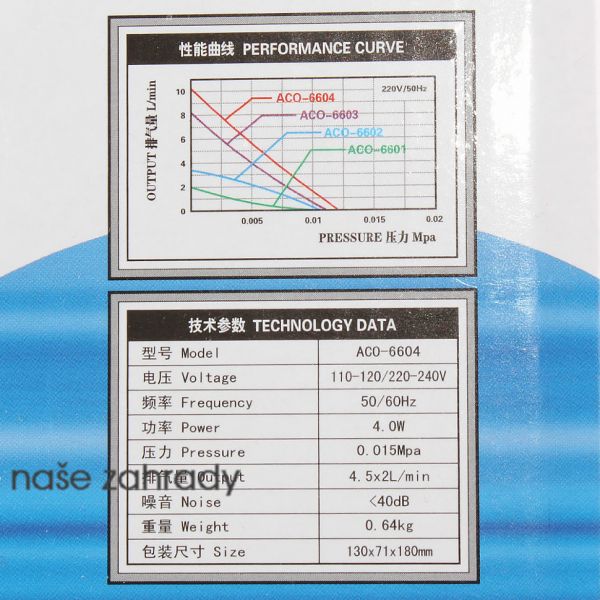 性能曲线 PERFORMANCE CURVE
OUTPUT 排气量 L/min
10
8
6
4
2
0
220V/50Hz
ACO-6604
ACO-6603
ACO-6602
ACO-6601
0.005 0.01 0.015 0.02
PRESSURE 压力 Mpa
技术参数 TECHNOLOGY DATA
型号 Model ACO-6604
电压 Voltage 110-120/220-240V
频率 Frequency 50/60Hz
功率 Power 4.0W
压力 Pressure 0.015Mpa
排气量 Output 4.5x2L/min
噪音 Noise <40dB
重量 Weight 0.64kg
包装尺寸 Size 130x71x180mm
naše zahrady